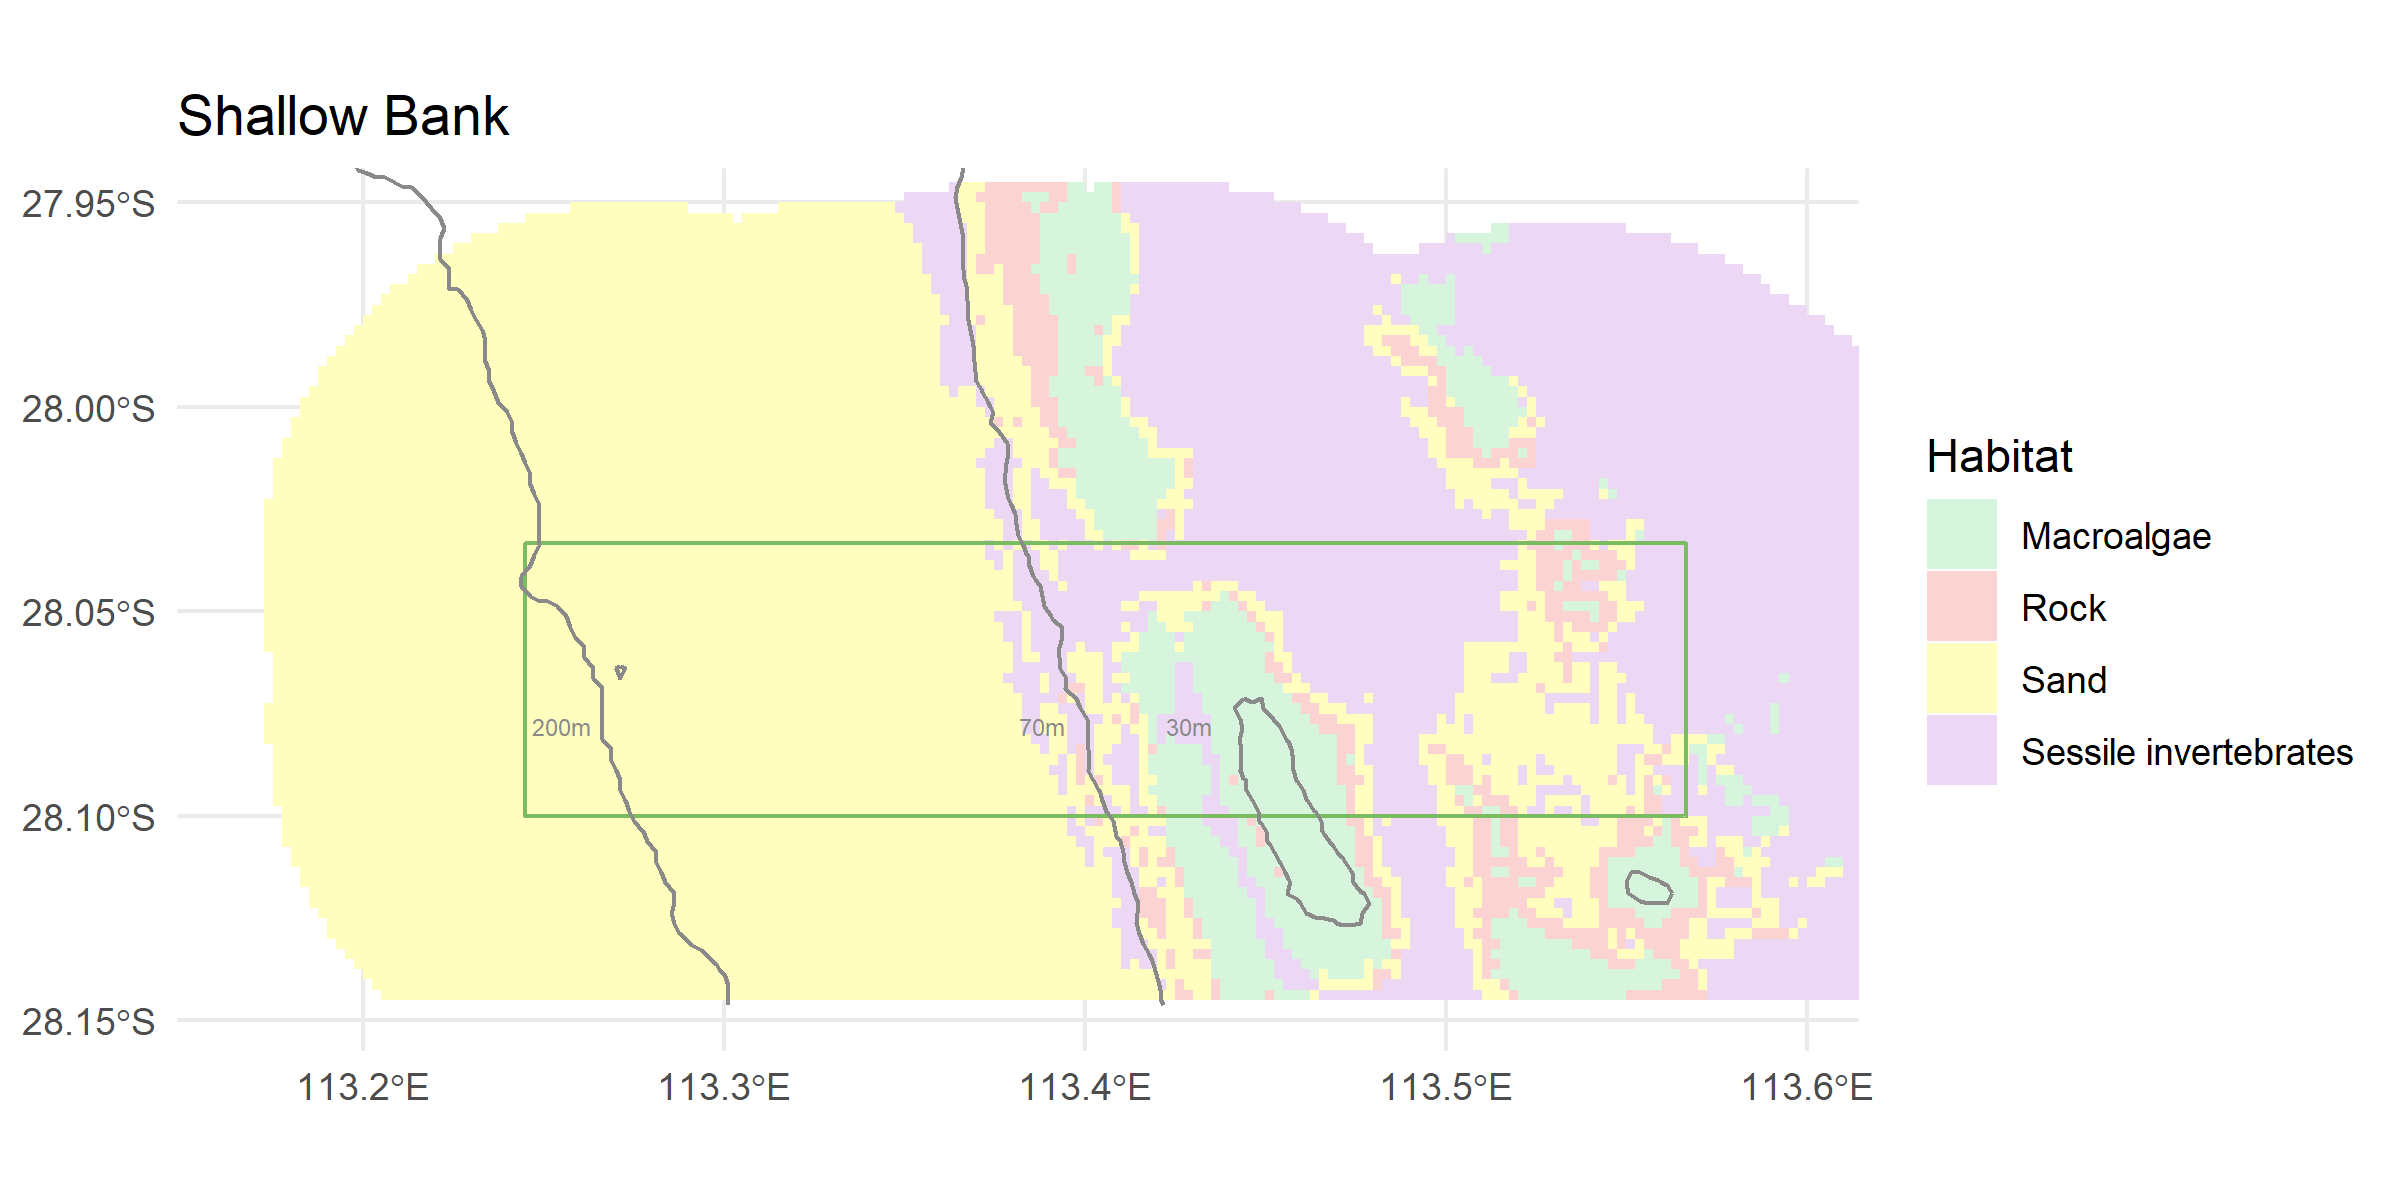 Shallow Bank
27.95°S
28.00°S
28.05°S
28.10°S
28.15°S
200m
70m
30m
113.2°E
113.3°E
113.4°E
113.5°E
113.6°E
Habitat
Macroalgae
Rock
Sand
Sessile invertebrates